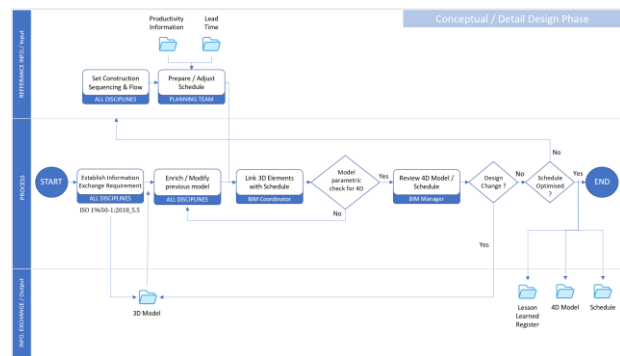 Conceptual / Detail Design Phase
REFERRANCE INFO./ Input
Productivity
Information
Lead
Time
Set Construction
Sequencing & Flow
ALL DISCIPLINES
Prepare / Adjust
Schedule
PLANNING TEAM
PROCESS
START
Establish Information
Exchange Requirement
ALL DISCIPLINES
ISO 19650-1:2018_5,5
Enrich / Modify
previous model
ALL DISCIPLINES
Link 3D Elements
with Schedule
BIM Coordinator
Model
parametric
check for 4D
Yes
No
Review 4D Model /
Schedule
BIM Manager
Design
Change ?
No
Yes
Schedule
Optimised
?
No
Yes
END
INFO. EXCHANGE / Output
3D Model
Lesson
Learned
Register
4D Model
Schedule